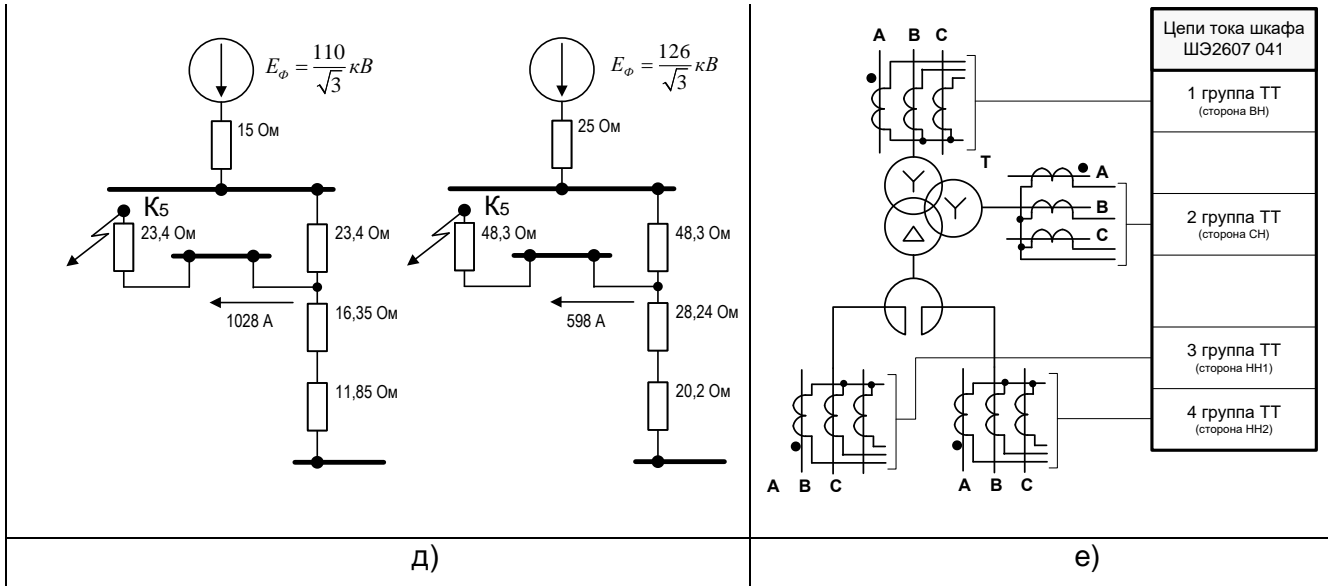 E_Ф = 110/√3 кВ
15 Ом
К5
23,4 Ом
23,4 Ом
1028 А
16,35 Ом
11,85 Ом
E_Ф = 126/√3 кВ
25 Ом
К5
48,3 Ом
48,3 Ом
598 А
28,24 Ом
20,2 Ом
д)
A B C
T
A
B
C
A B C
A B C
Цепи тока шкафа
ШЭ2607 041
1 группа ТТ
(сторона ВН)
2 группа ТТ
(сторона СН)
3 группа ТТ
(сторона НН1)
4 группа ТТ
(сторона НН2)
е)